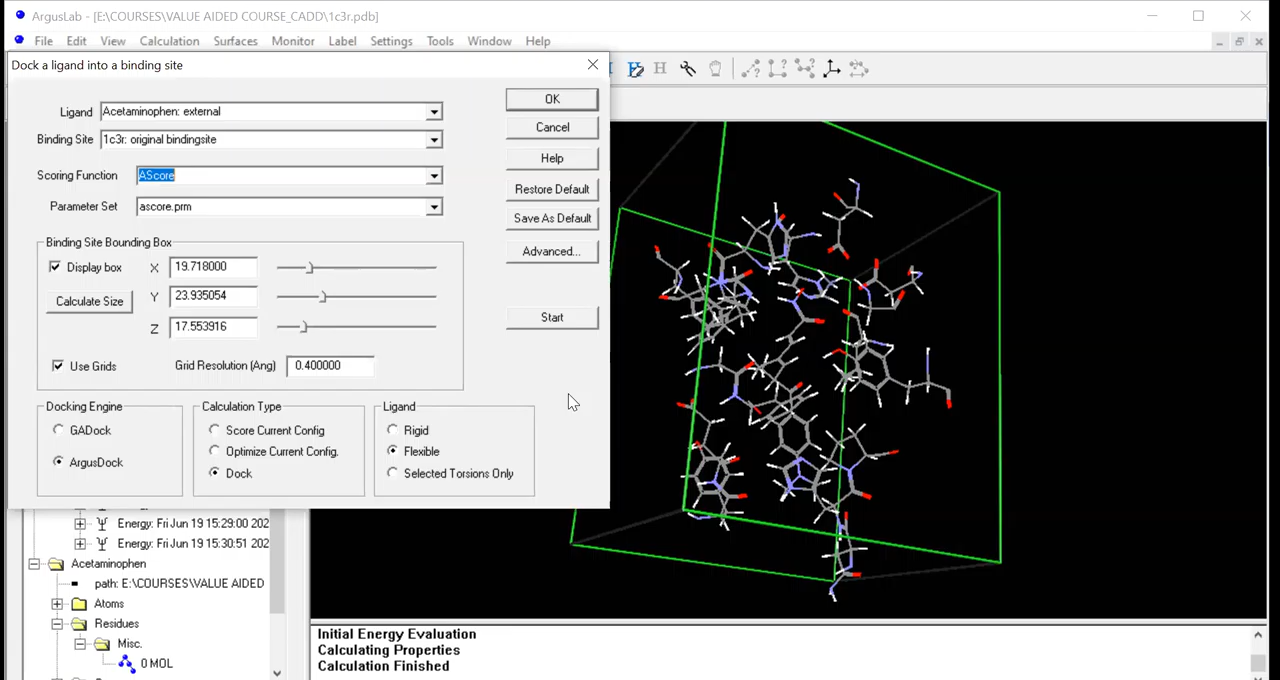 ArgusLab - [E:\COURSES\VALUE AIDED COURSE_CADD\1c3r.pdb]
File Edit View Calculation Surfaces Monitor Label Settings Tools Window Help
Dock a ligand into a binding site
Ligand Acetaminophen: external
Binding Site 1c3r: original bindingsite
Scoring Function AScore
Parameter Set ascore.prm
OK
Cancel
Help
Restore Default
Save As Default
Advanced...
Start
Binding Site Bounding Box
Display box X 19.718000
Calculate Size Y 23.935054
Z 17.553916
Use Grids Grid Resolution (Ang) 0.400000
Docking Engine
GADock
ArgusDock
Calculation Type
Score Current Config
Optimize Current Config.
Dock
Ligand
Rigid
Flexible
Selected Torsions Only
H
Energy: Fri Jun 19 15:29:00 202
Energy: Fri Jun 19 15:30:51 202
Acetaminophen
path: E:\COURSES\VALUE AIDED
Atoms
Residues
Misc.
0 MOL
Initial Energy Evaluation
Calculating Properties
Calculation Finished